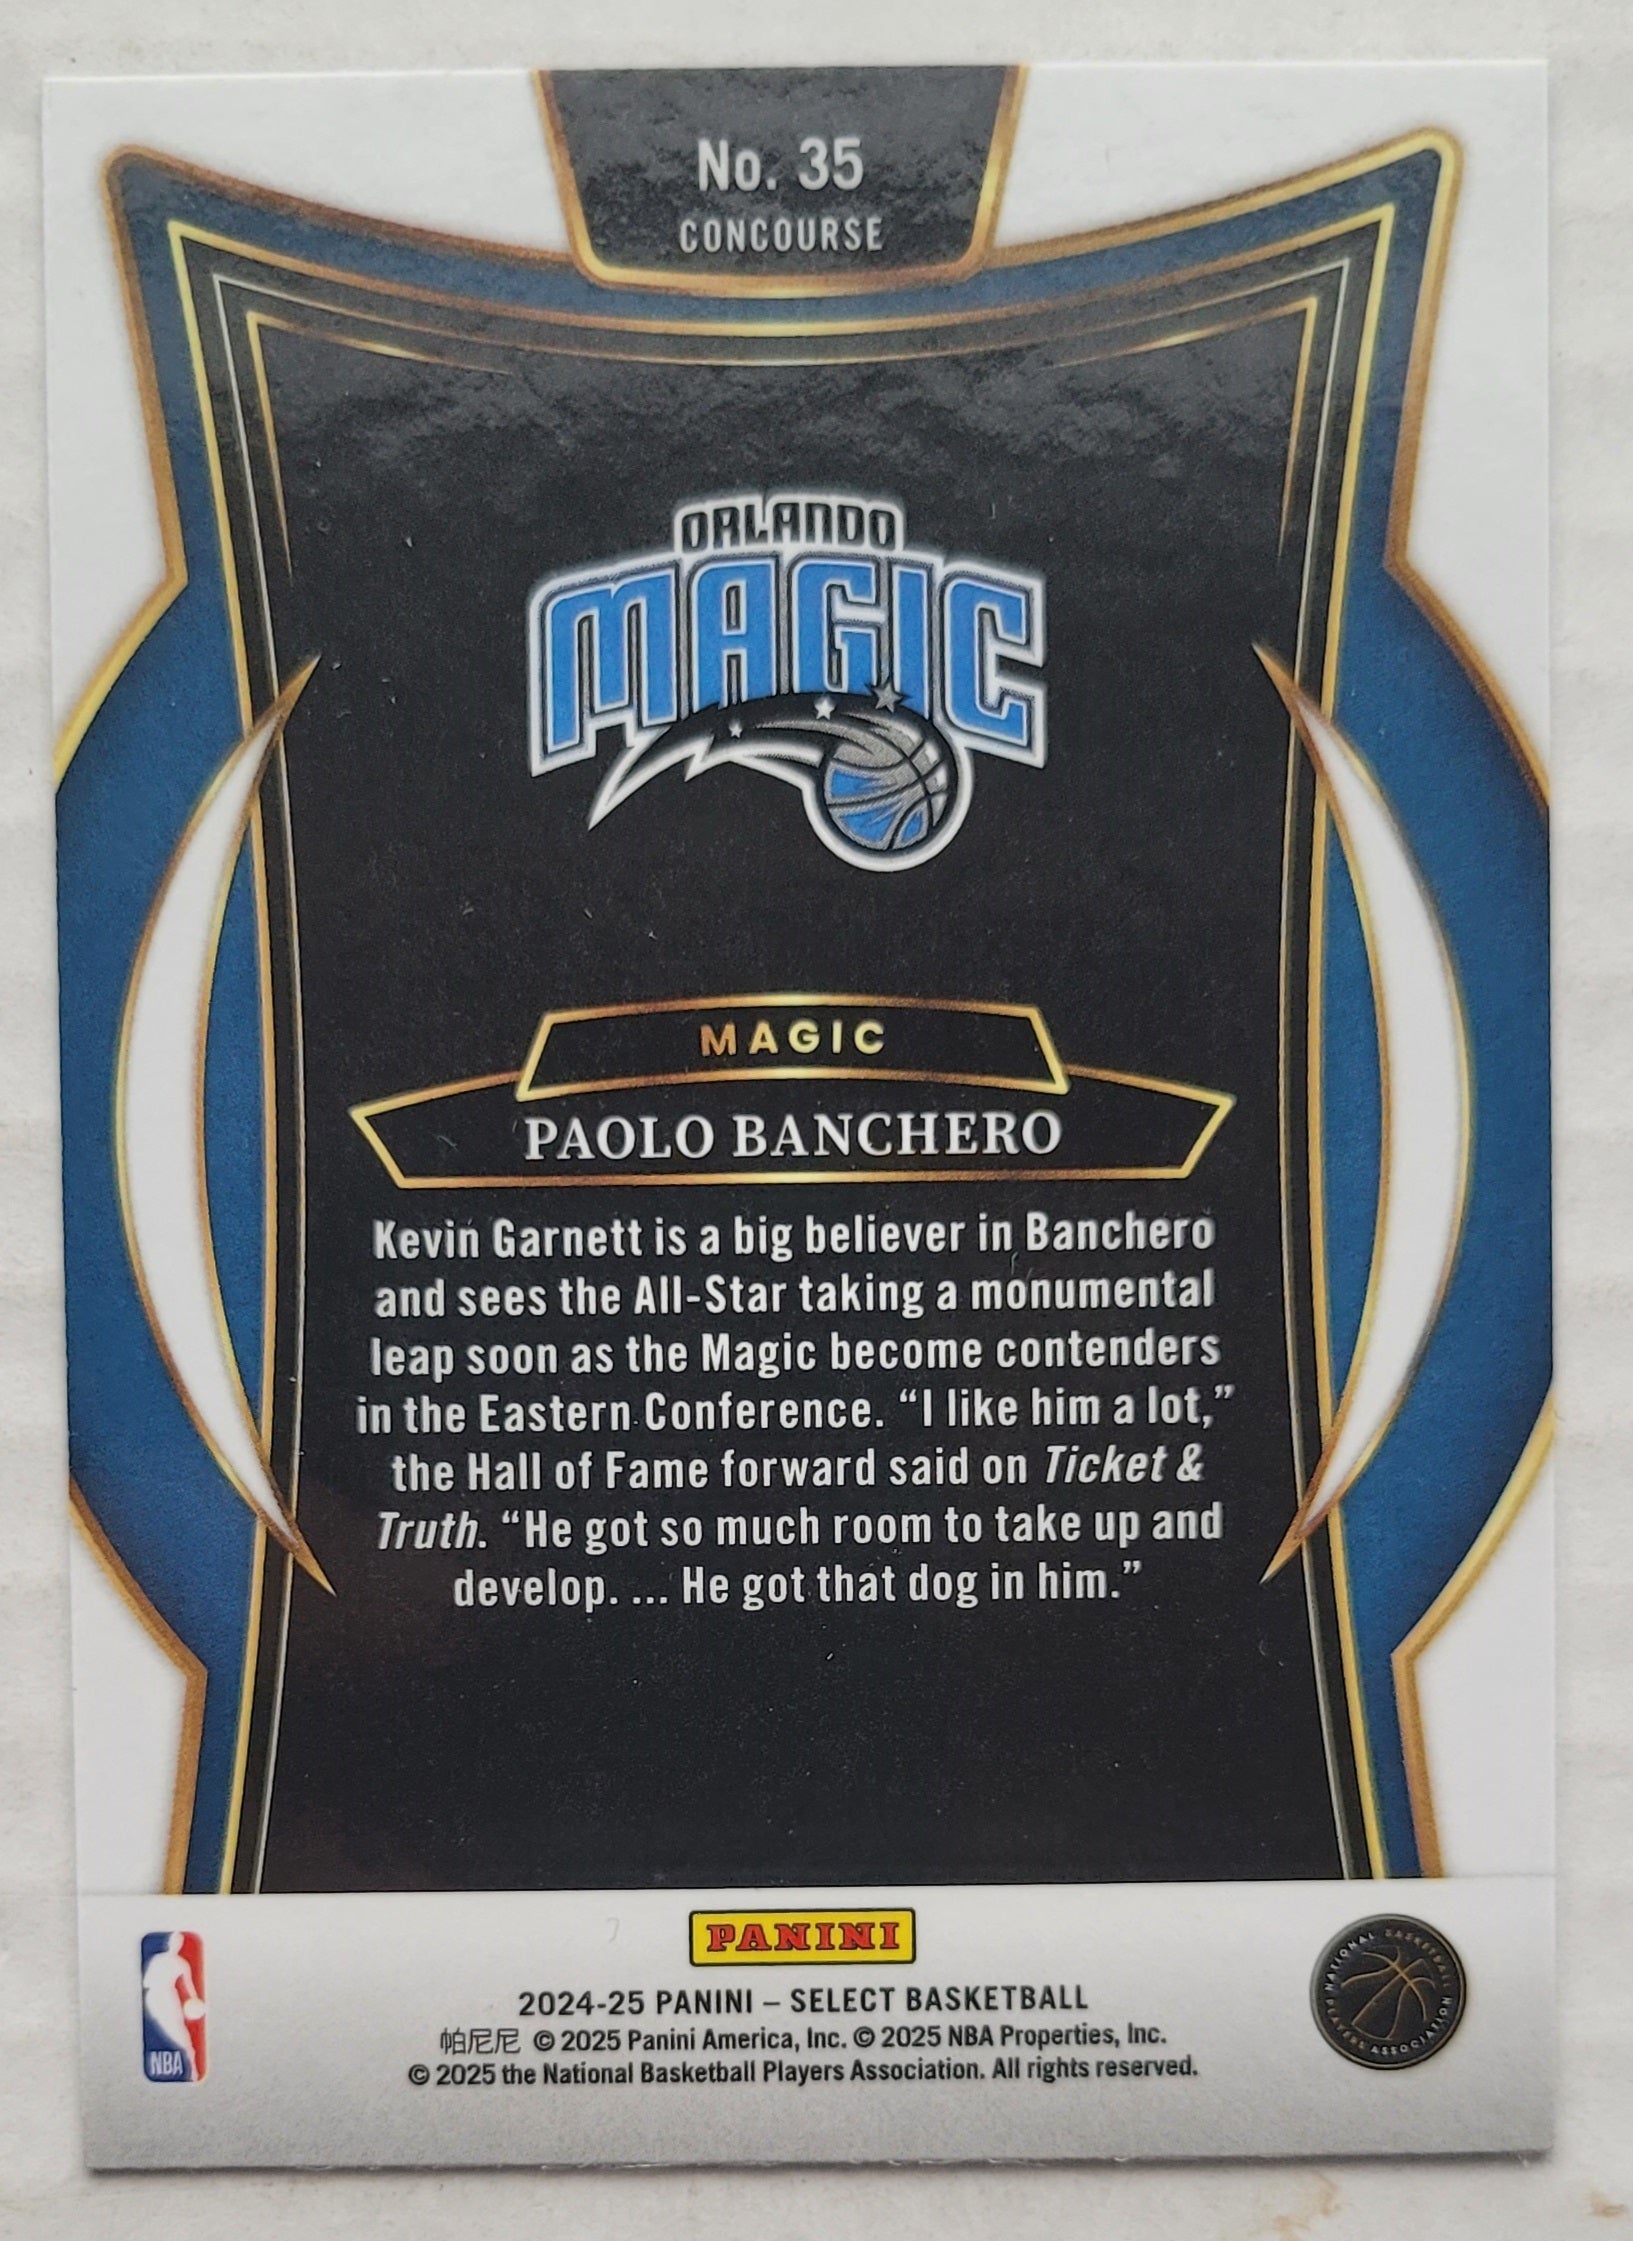 No. 35
CONCOURSE
ORLANDO
MAGIC
MAGIC
PAOLO BANCHERO
Kevin Garnett is a big believer in Banchero
and sees the All-Star taking a monumental
leap soon as the Magic become contenders
in the Eastern Conference. “I like him a lot,”
the Hall of Fame forward said on Ticket &
Truth. “He got so much room to take up and
develop. ... He got that dog in him.”
PANINI
2024-25 PANINI – SELECT BASKETBALL
帕尼尼 © 2025 Panini America, Inc. © 2025 NBA Properties, Inc.
© 2025 the National Basketball Players Association. All rights reserved.
NBA
NATIONAL BASKETBALL PLAYERS ASSOCIATION